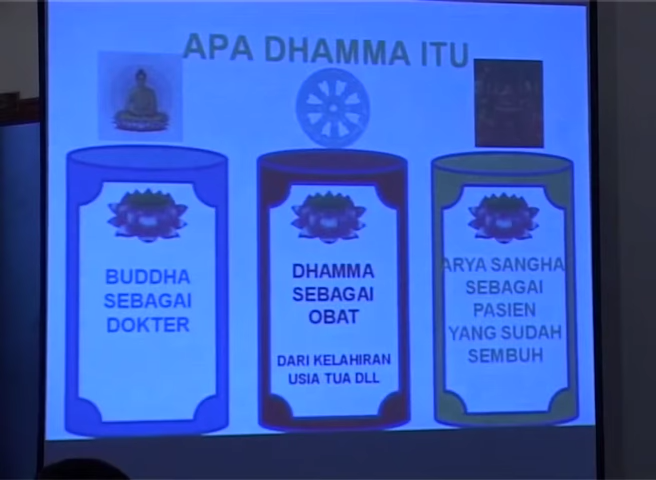 APA DHAMMA ITU
BUDDHA
SEBAGAI
DOKTER
DHAMMA
SEBAGAI
OBAT
DARI KELAHIRAN
USIA TUA DLL
ARYA SANGHA
SEBAGAI
PASIEN
YANG SUDAH
SEMBUH